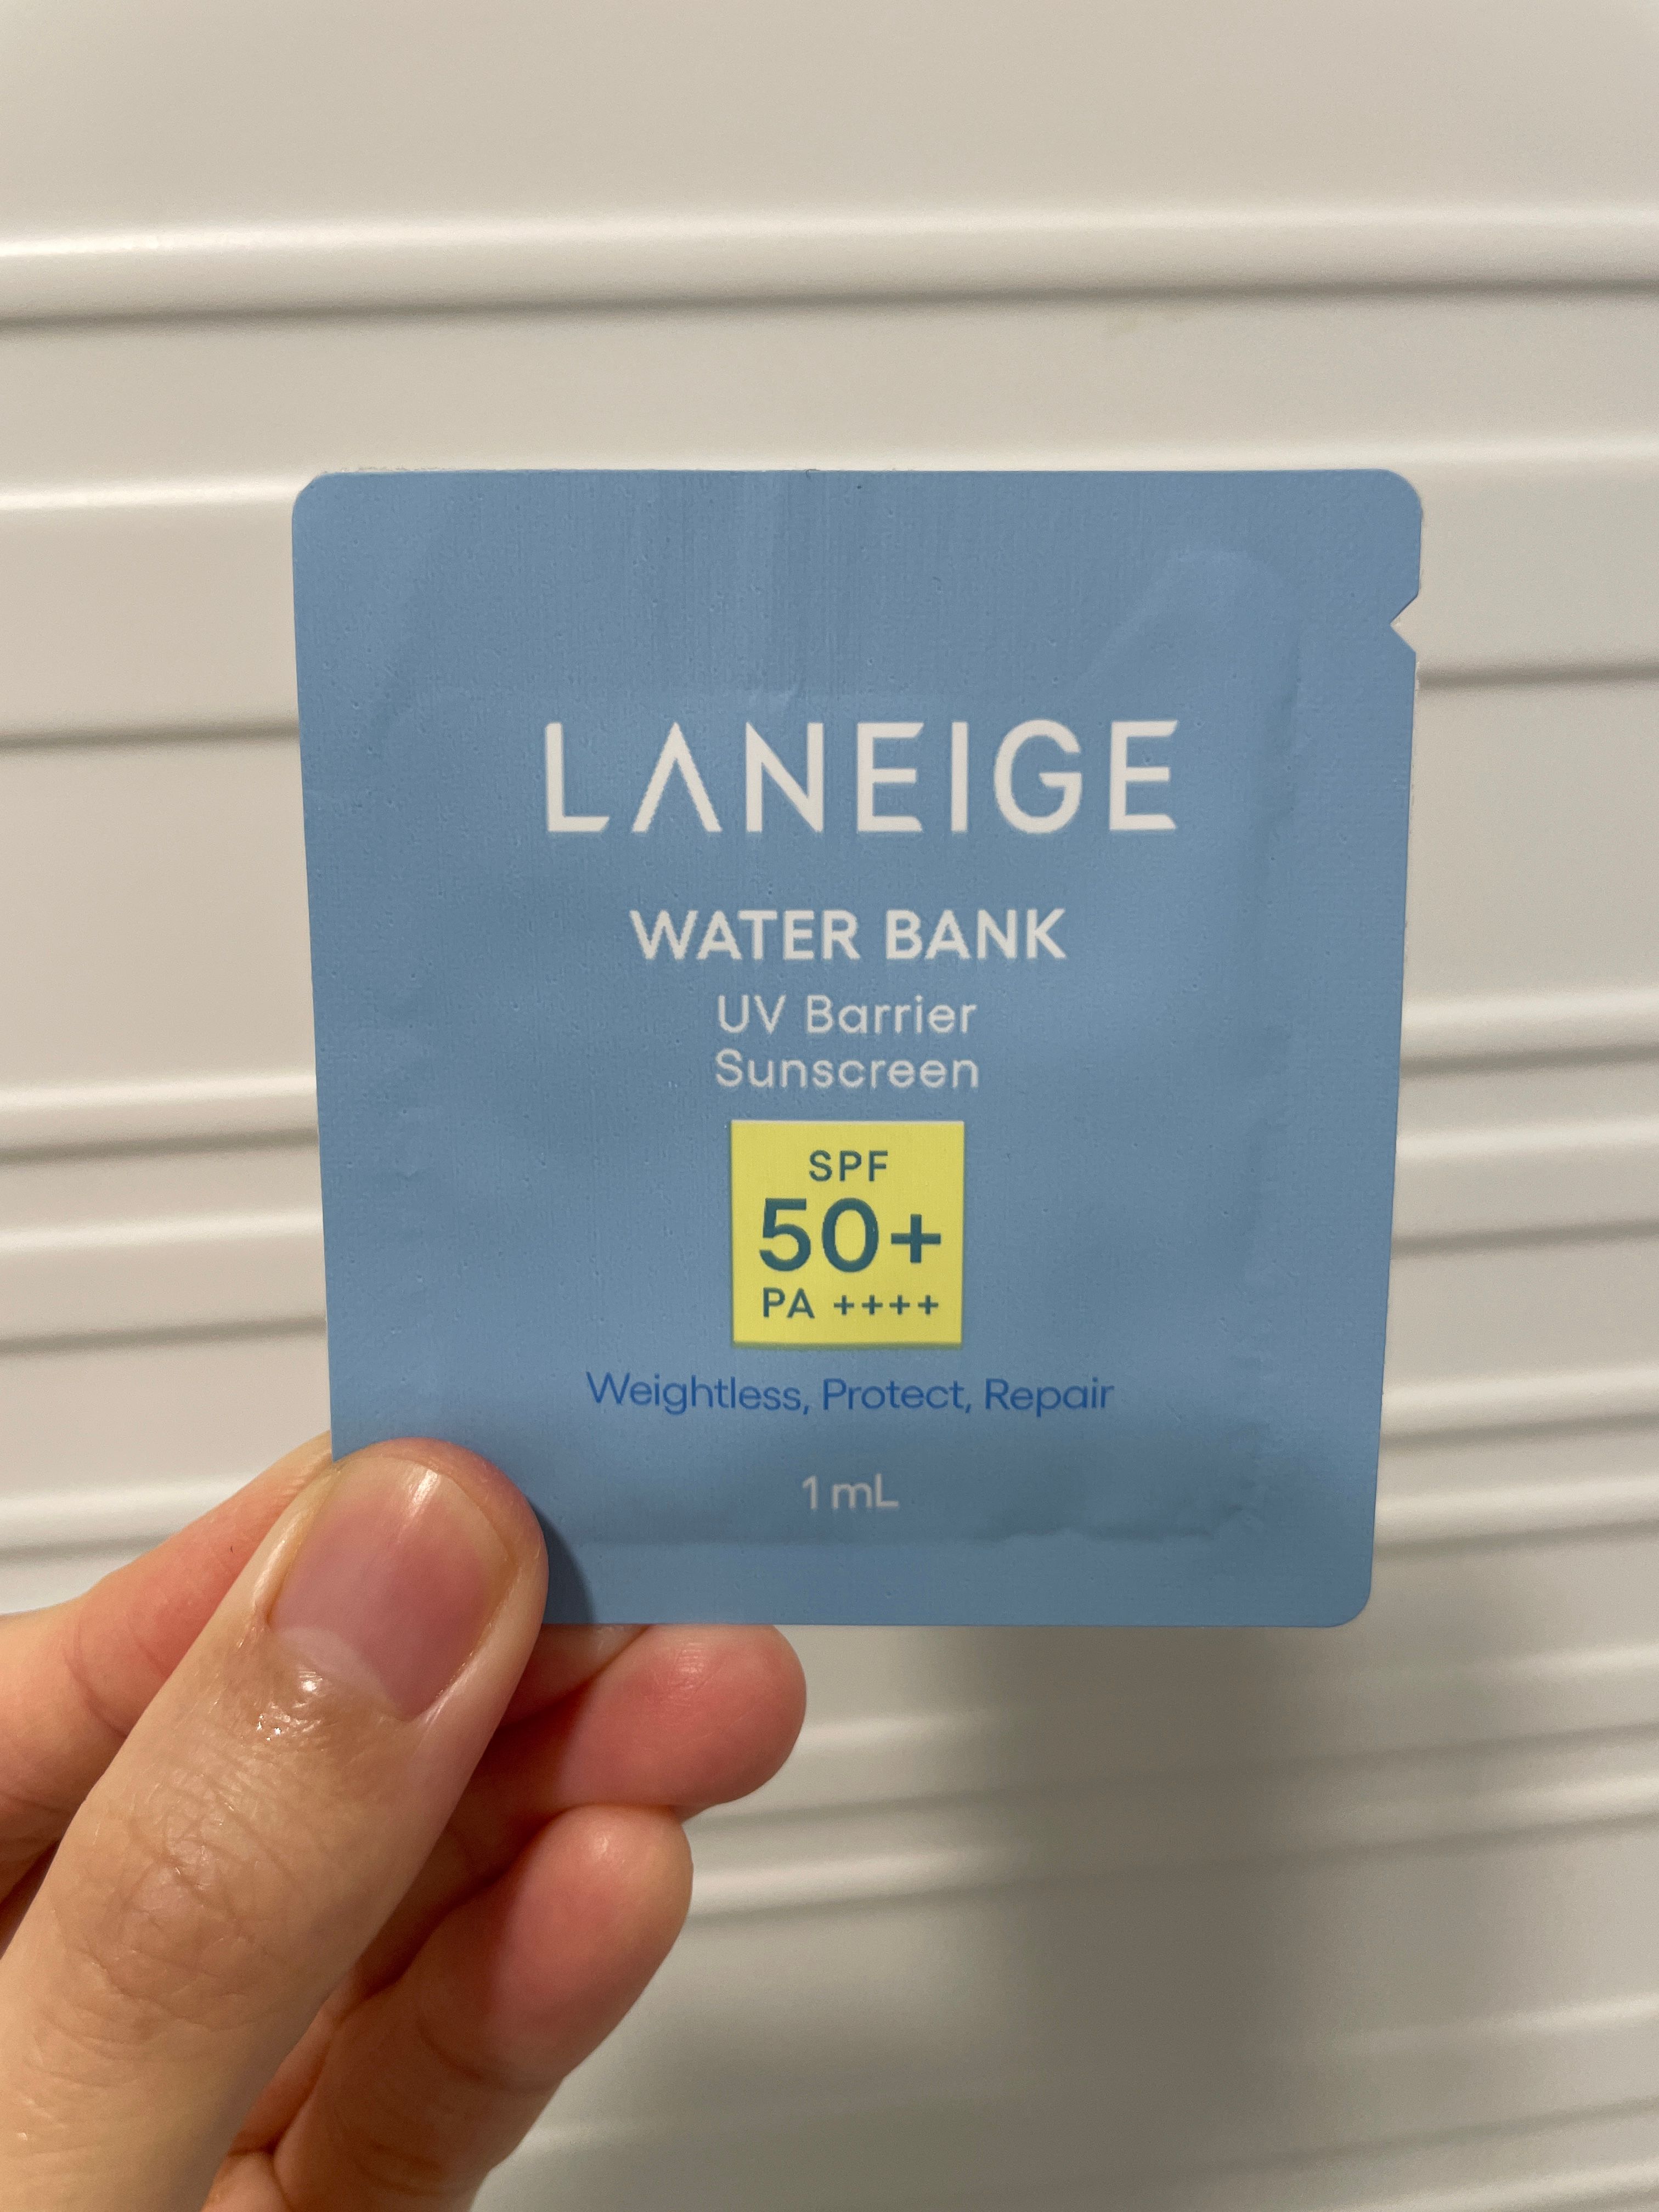 LANEIGE
WATER BANK
UV Barrier
Sunscreen
SPF
50+
PA ++++
Weightless, Protect, Repair
1 mL